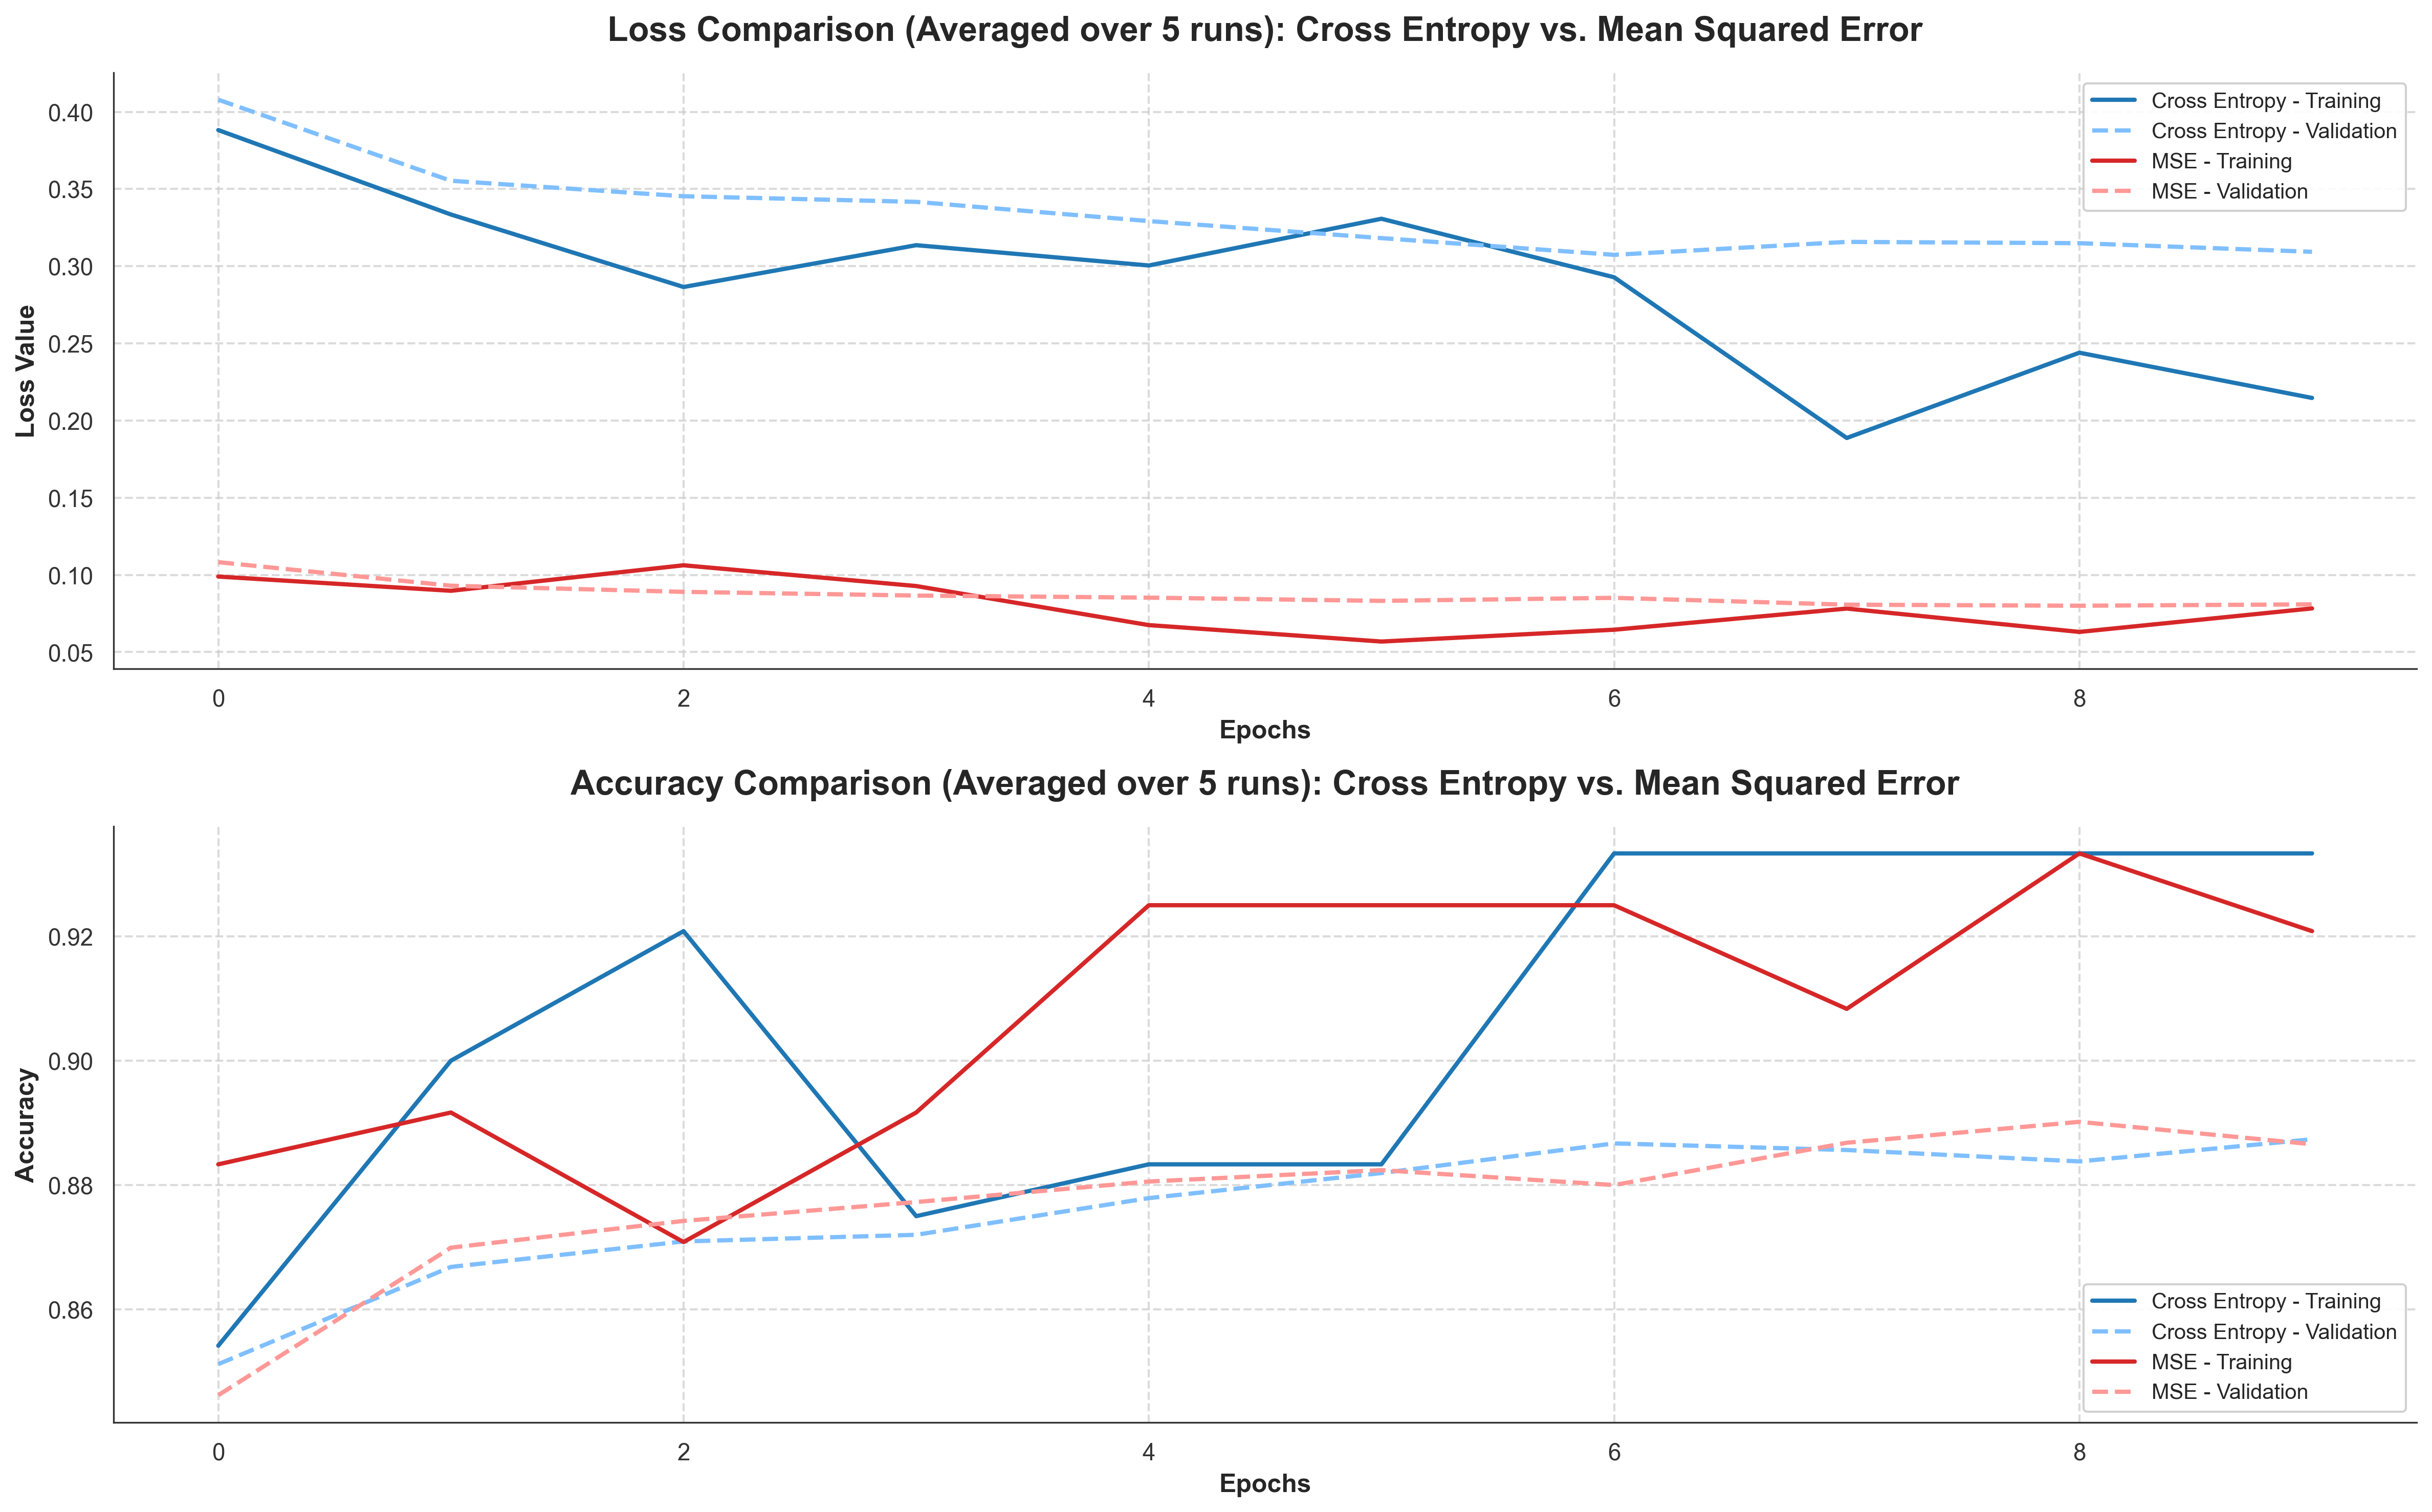 Loss Comparison (Averaged over 5 runs): Cross Entropy vs. Mean Squared Error
Loss Value
0.40
0.35
0.30
0.25
0.20
0.15
0.10
0.05
Cross Entropy - Training
Cross Entropy - Validation
MSE - Training
MSE - Validation
0 2 4 6 8
Epochs
Accuracy Comparison (Averaged over 5 runs): Cross Entropy vs. Mean Squared Error
Accuracy
0.92
0.90
0.88
0.86
Cross Entropy - Training
Cross Entropy - Validation
MSE - Training
MSE - Validation
0 2 4 6 8
Epochs